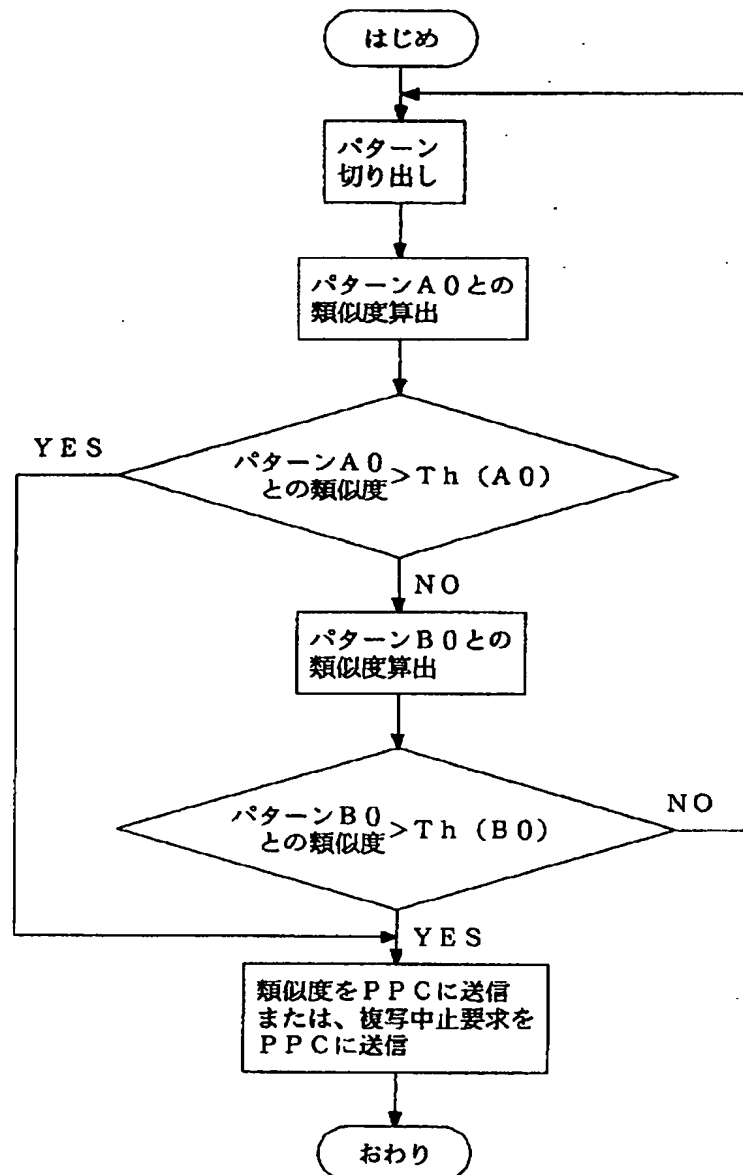 はじめ
パターン
切り出し
パターンA0との
類似度算出
YES
パターンA0
との類似度>Th(A0)
NO
パターンB0との
類似度算出
パターンB0
との類似度>Th(B0)
NO
YES
類似度をPPCに送信
または、複写中止要求を
PPCに送信
おわり